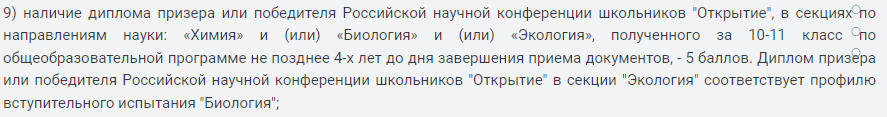 9) наличие диплома призера или победителя Российской научной конференции школьников "Открытие", в секциях по
направлениям науки: «Химия» и (или) «Биология» и (или) «Экология», полученного за 10-11 класс по
общеобразовательной программе не позднее 4-х лет до дня завершения приема документов, - 5 баллов. Диплом призера
или победителя Российской научной конференции школьников "Открытие" в секции "Экология" соответствует профилю
вступительного испытания "Биология";